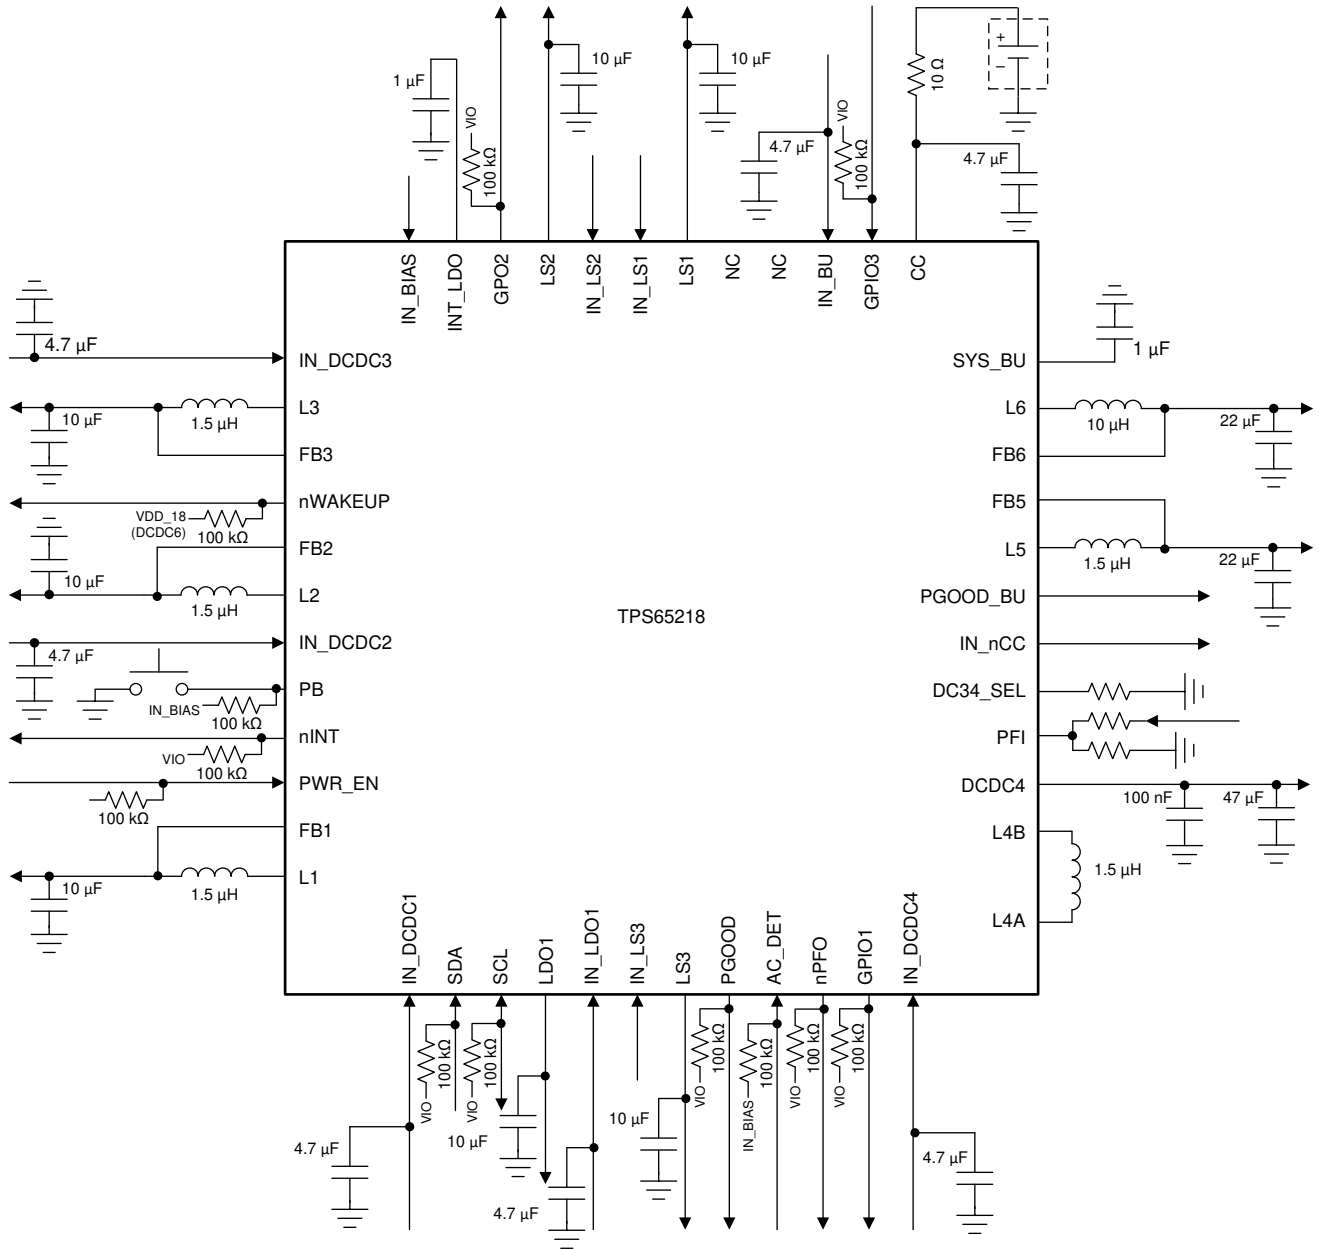 1 µF
VIO
100 kΩ
10 µF
10 µF
4.7 µF
VIO
100 kΩ
10 Ω
+
–
4.7 µF
IN_BIAS
INT_LDO
GPO2
LS2
IN_LS2
IN_LS1
LS1
NC
NC
IN_BU
GPIO3
CC
4.7 µF
IN_DCDC3
10 µF
1.5 µH
L3
FB3
nWAKEUP
VDD_18
(DCDC6)
100 kΩ
FB2
10 µF
1.5 µH
L2
IN_DCDC2
4.7 µF
PB
IN_BIAS
100 kΩ
nINT
VIO
100 kΩ
PWR_EN
100 kΩ
FB1
10 µF
1.5 µH
L1
TPS65218
SYS_BU
1 µF
L6
10 µH
22 µF
FB6
FB5
L5
1.5 µH
22 µF
PGOOD_BU
IN_nCC
DC34_SEL
PFI
DCDC4
100 nF
47 µF
L4B
1.5 µH
L4A
IN_DCDC1
SDA
SCL
LDO1
IN_LDO1
IN_LS3
LS3
PGOOD
AC_DET
nPFO
GPIO1
IN_DCDC4
4.7 µF
100 kΩ
VIO
100 kΩ
VIO
10 µF
4.7 µF
10 µF
100 kΩ
VIO
100 kΩ
IN_BIAS
100 kΩ
VIO
100 kΩ
VIO
4.7 µF